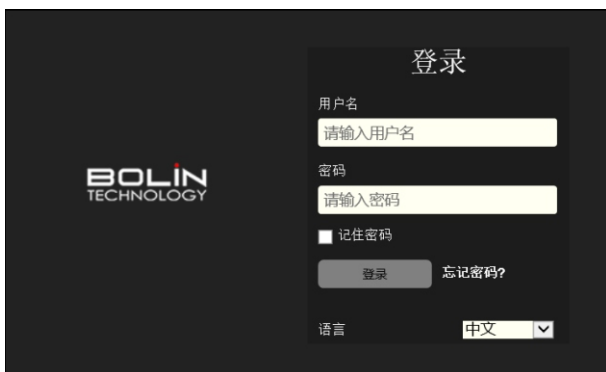 BOLIN
TECHNOLOGY
登录
用户名
请输入用户名
密码
请输入密码
记住密码
登录 忘记密码?
语言 中文